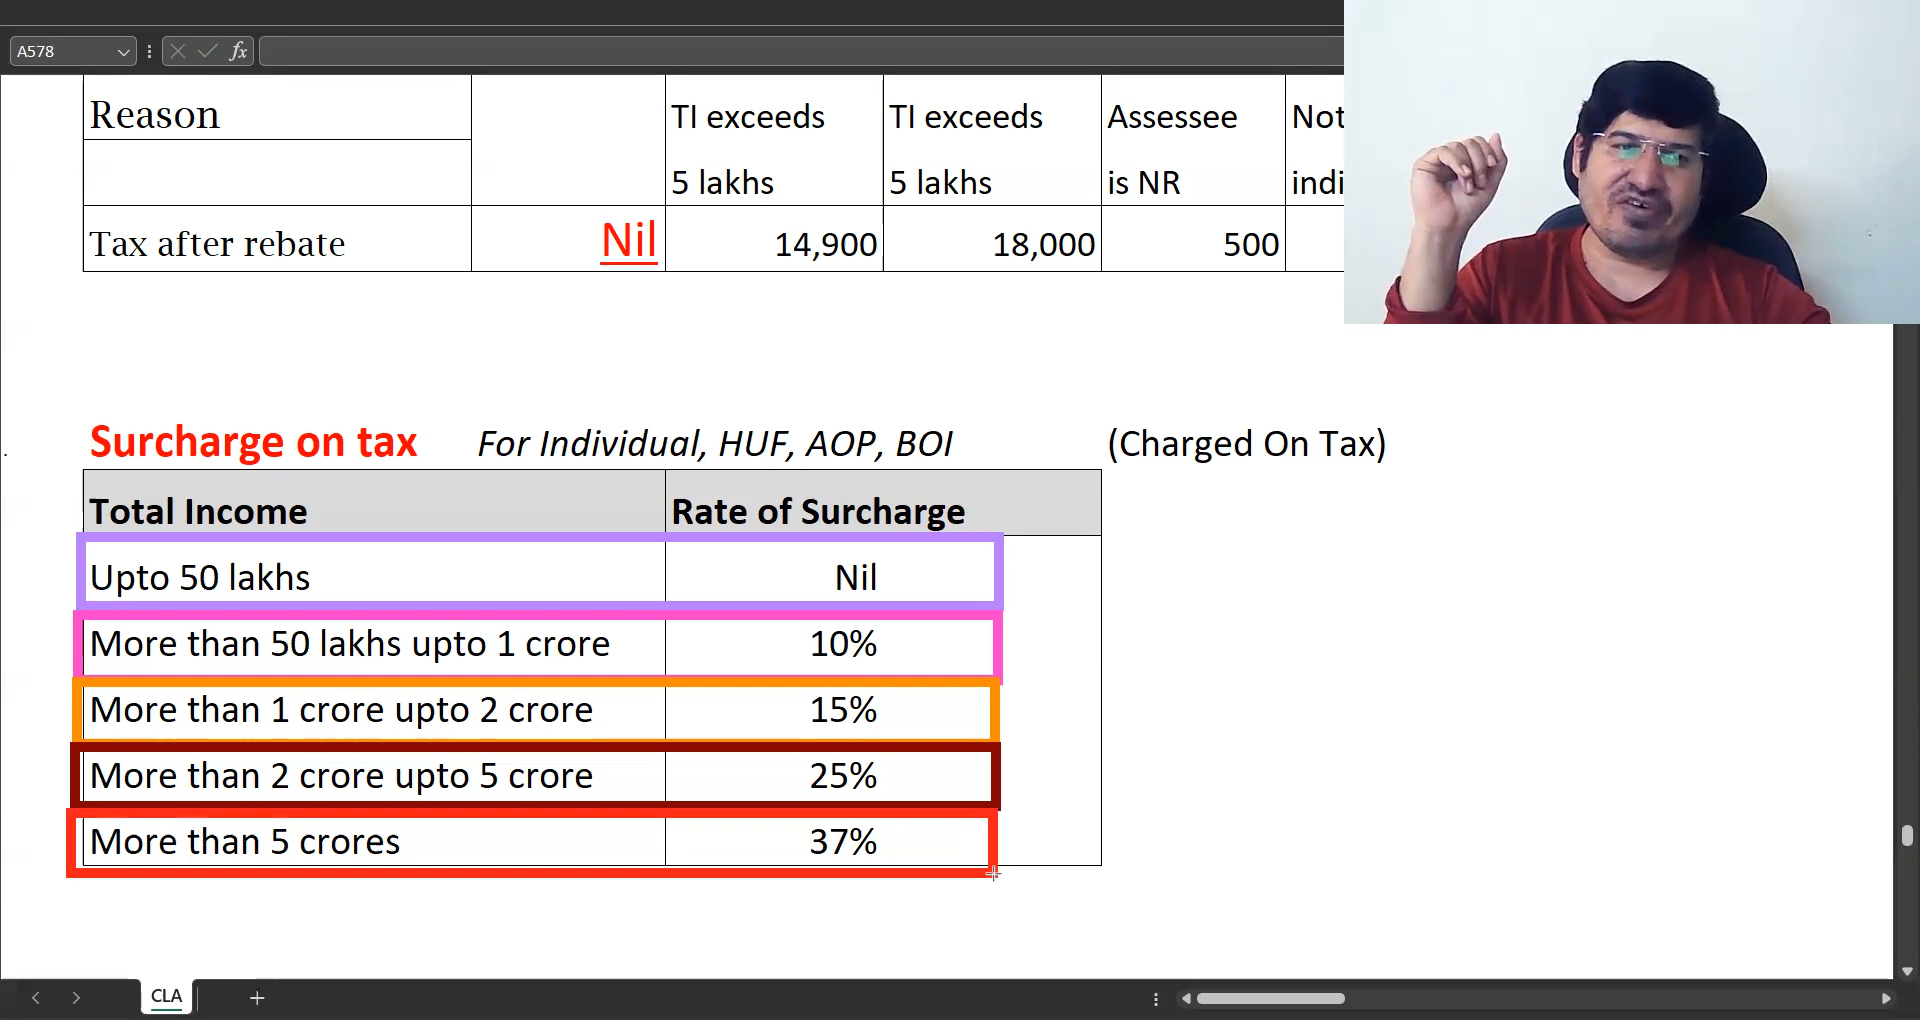 A578
fx
Reason TI exceeds TI exceeds Assessee Not
5 lakhs 5 lakhs is NR indi
Tax after rebate Nil 14,900 18,000 500
Surcharge on tax For Individual, HUF, AOP, BOI (Charged On Tax)
Total Income Rate of Surcharge
Upto 50 lakhs Nil
More than 50 lakhs upto 1 crore 10%
More than 1 crore upto 2 crore 15%
More than 2 crore upto 5 crore 25%
More than 5 crores 37%
CLA